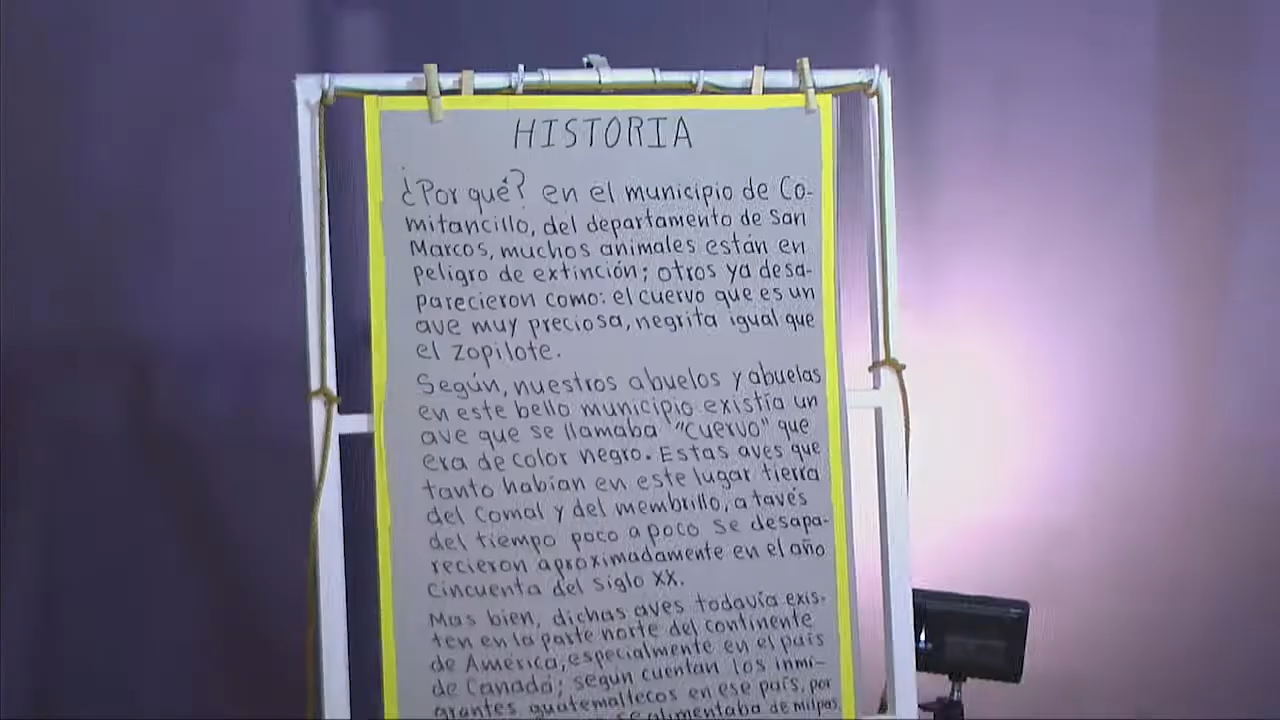 HISTORIA
¿Por qué? en el municipio de Co-
mitancillo, del departamento de San
Marcos, muchos animales están en
peligro de extinción; otros ya desa-
parecieron como: el cuervo que es un
ave muy preciosa, negrita igual que
el zopilote.
Según, nuestros abuelos y abuelas
en este bello municipio existía un
ave que se llamaba "cuervo" que
era de color negro. Estas aves que
tanto habían en este lugar tierra
del comal y del membrillo, a tavés
del tiempo poco a poco se desapa-
recieron aproximadamente en el año
cincuenta del siglo XX.
Mas bien, dichas aves todavía exis-
ten en la parte norte del continente
de América, especialmente en el país
de Canadá; según cuentan los inmi-
grantes guatemaltecos en ese país, por
se alimentaba de milpas